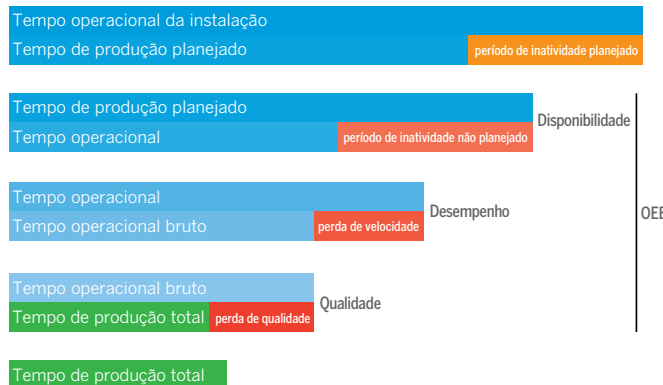 Tempo operacional da instalação
Tempo de produção planejado
período de inatividade planejado
Tempo de produção planejado
Disponibilidade
Tempo operacional
período de inatividade não planejado
Tempo operacional
Desempenho
Tempo operacional bruto
perda de velocidade
OEE
Tempo operacional bruto
Qualidade
Tempo de produção total
perda de qualidade
Tempo de produção total